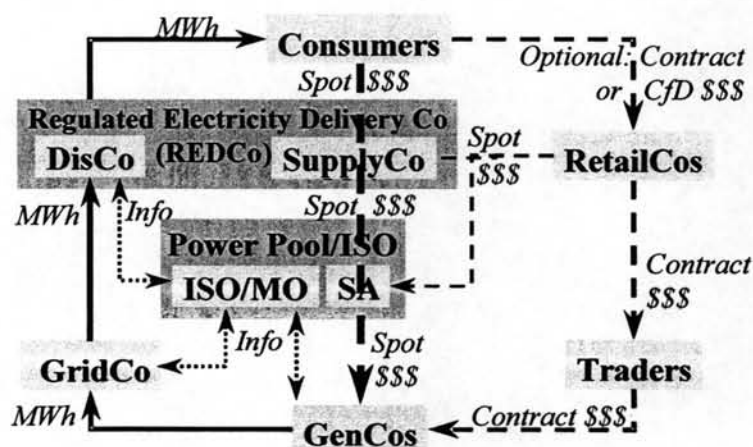 MWh
Consumers
Optional: Contract
or CfD $$$
Spot $$$
Regulated Electricity Delivery Co
(REDCo)
DisCo
SupplyCo
Spot
$$$
RetailCos
MWh
Info
Spot $$$
Power Pool/ISO
ISO/MO
SA
Contract
$$$
Info
Spot
$$$
GridCo
Traders
MWh
GenCos
Contract $$$